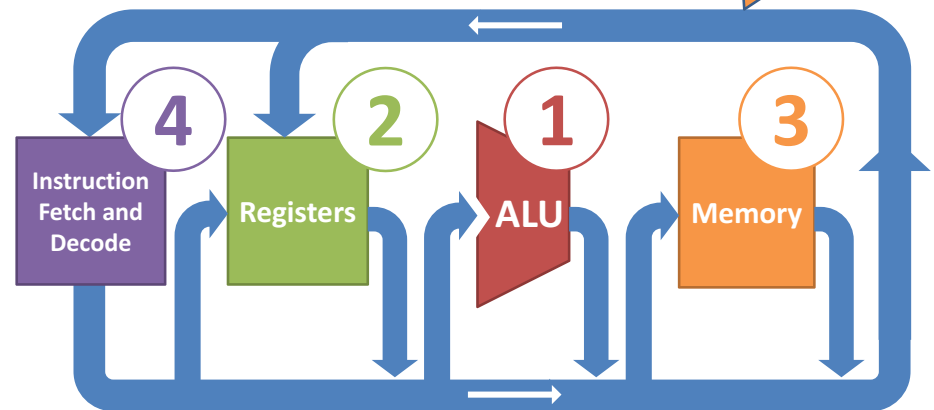 4
2
1
3
Instruction
Fetch and
Decode
Registers
ALU
Memory